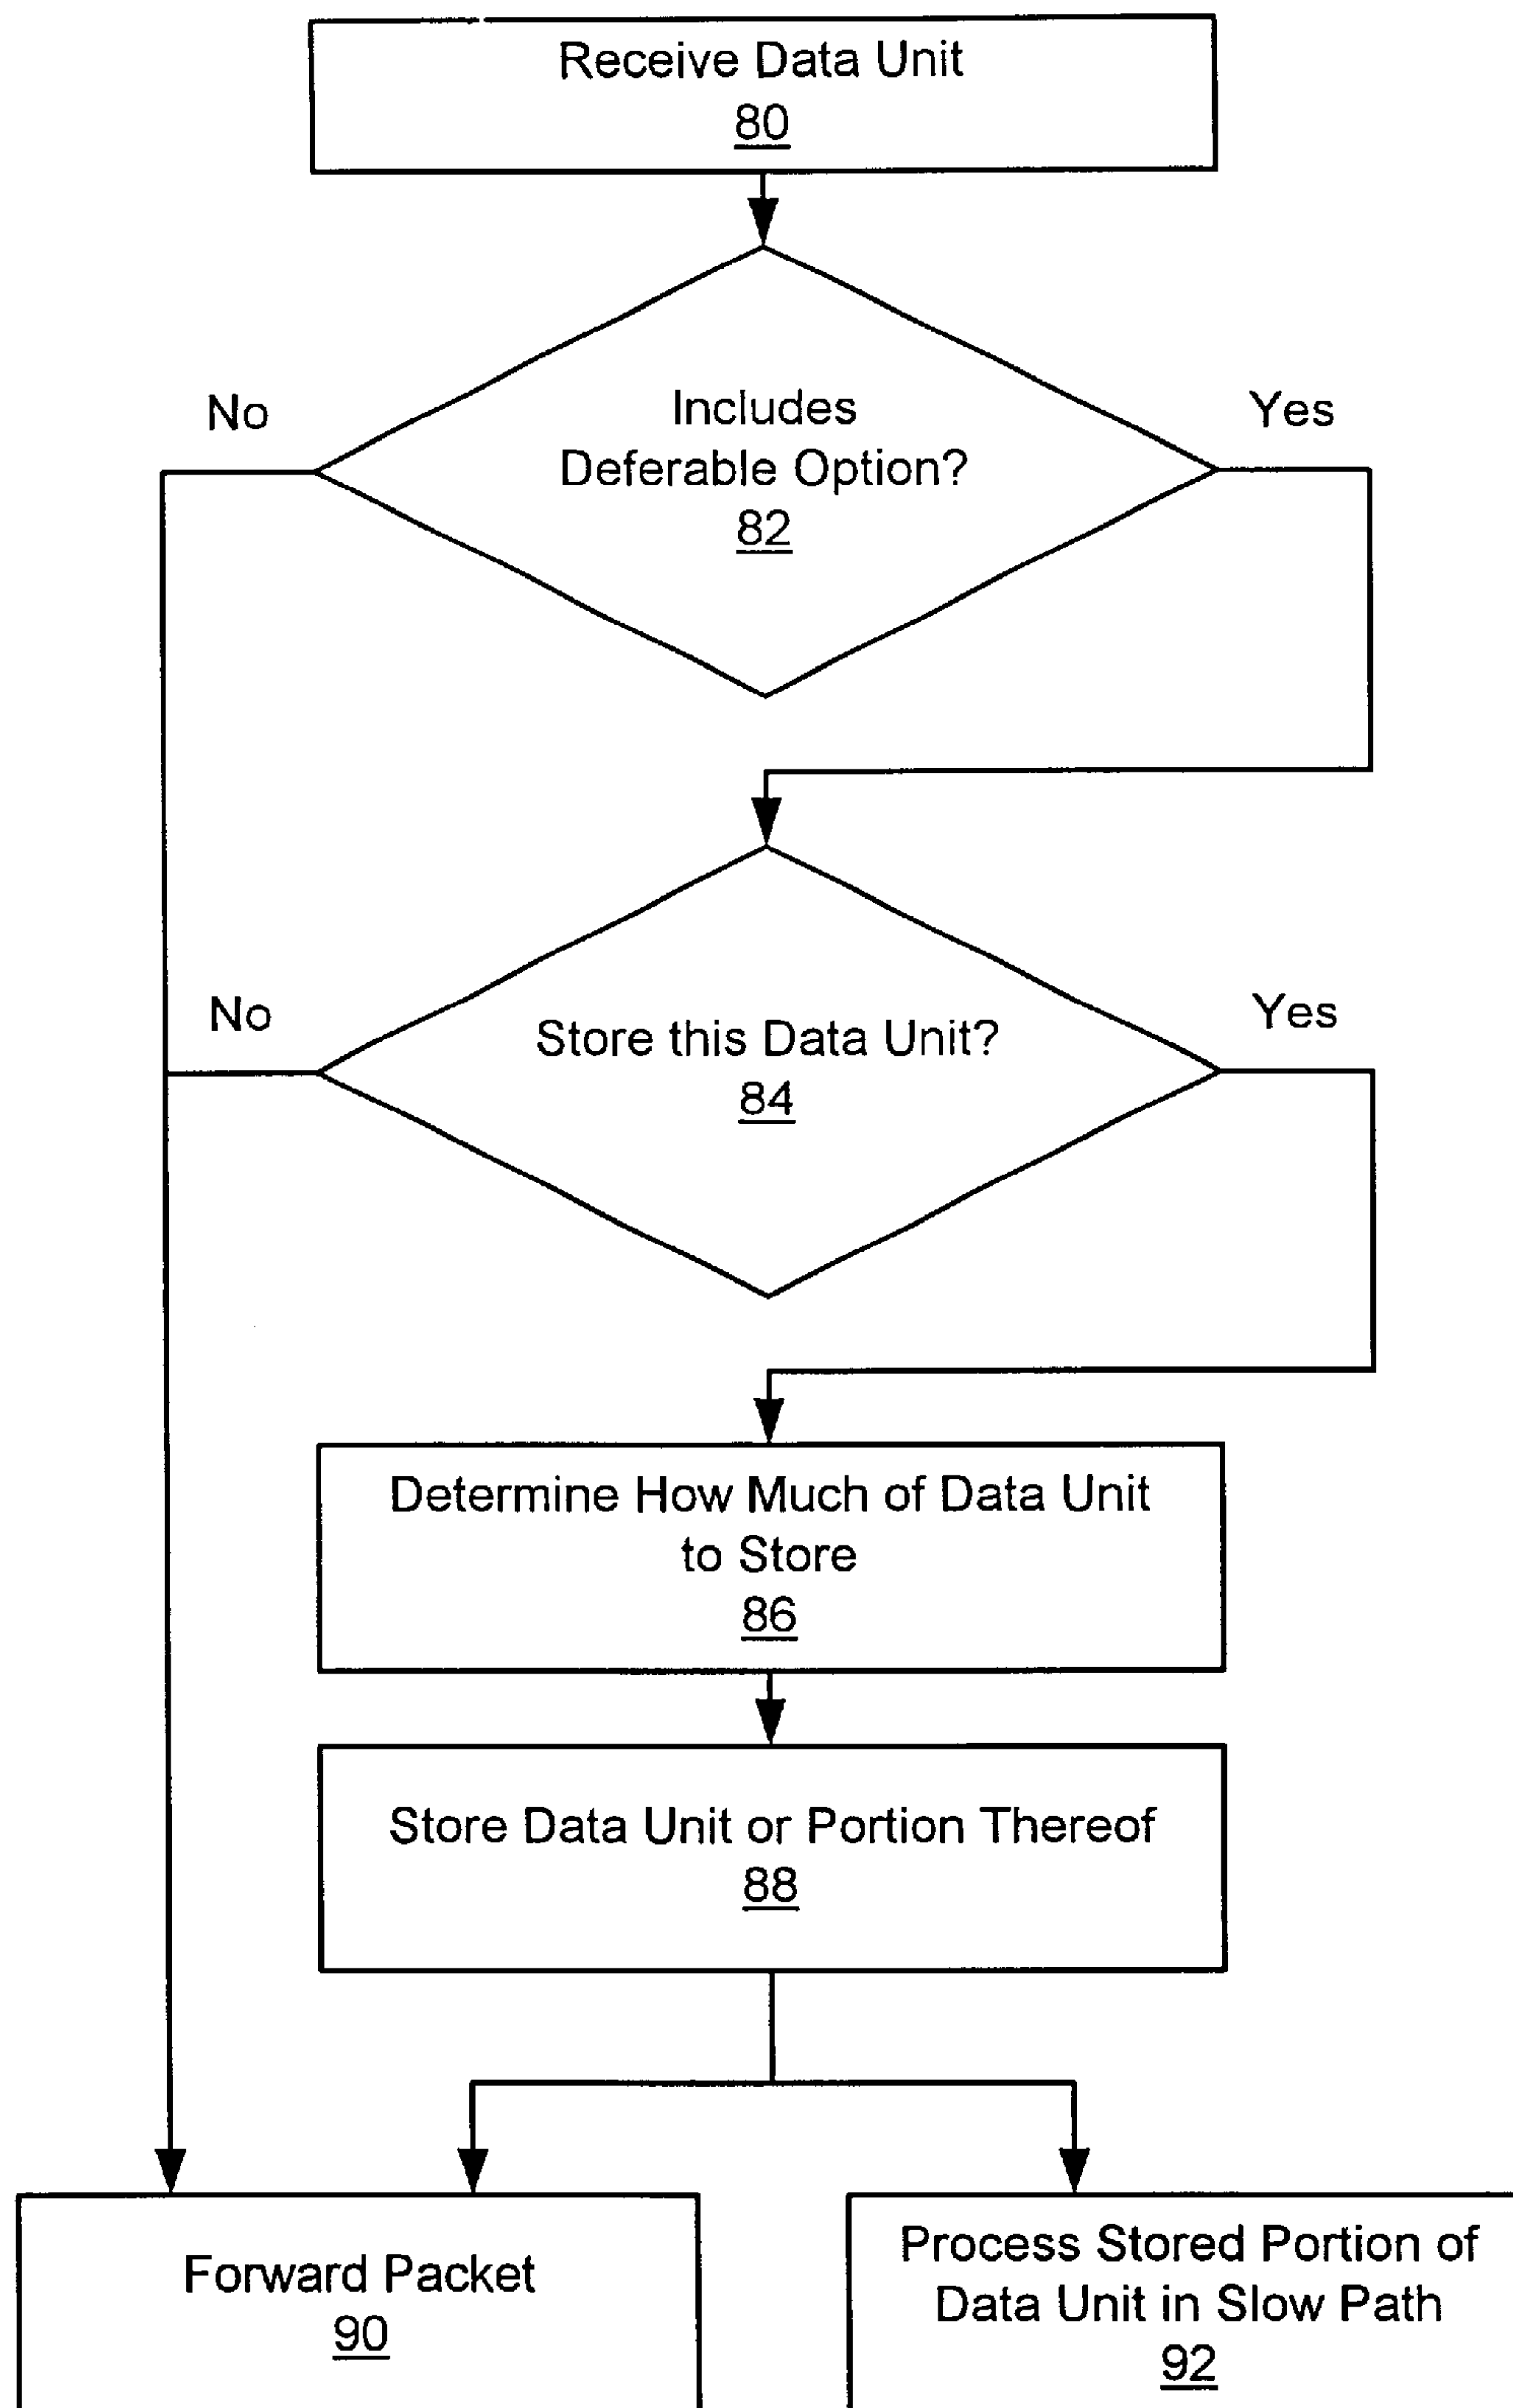 Receive Data Unit
80
Includes
Deferable Option?
82
No
Yes
Store this Data Unit?
84
No
Yes
Determine How Much of Data Unit
to Store
86
Store Data Unit or Portion Thereof
88
Forward Packet
90
Process Stored Portion of
Data Unit in Slow Path
92